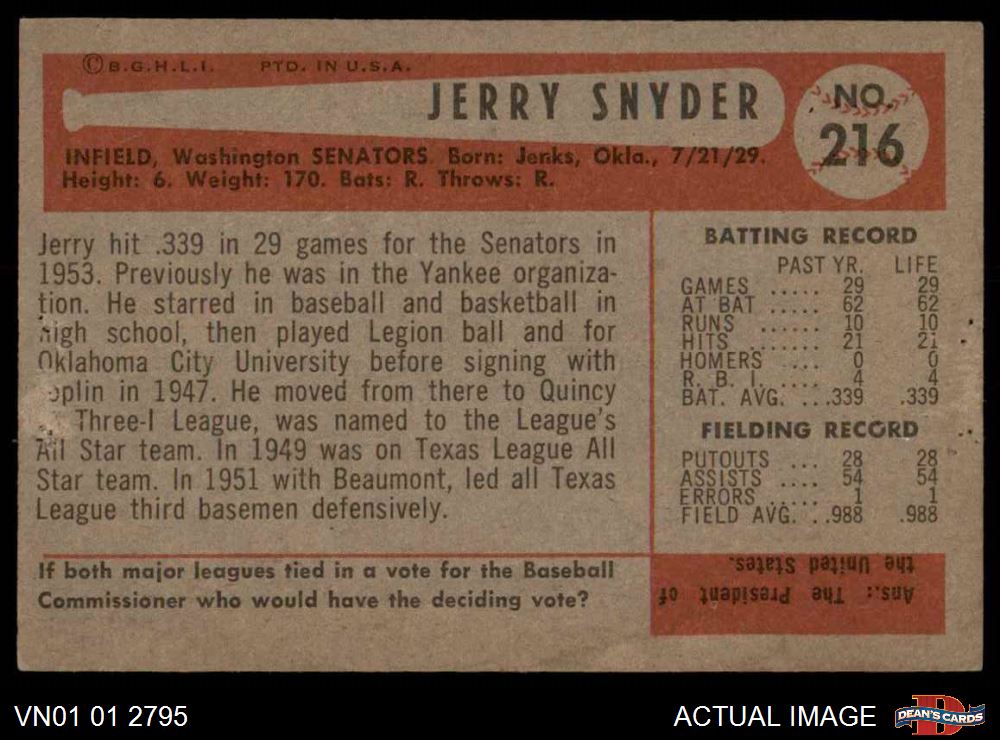 © B.G.H.L.I. PTD. IN U.S.A.
JERRY SNYDER
NO.
216
INFIELD, Washington SENATORS. Born: Jenks, Okla., 7/21/29.
Height: 6. Weight: 170. Bats: R. Throws: R.
Jerry hit .339 in 29 games for the Senators in
1953. Previously he was in the Yankee organiza-
tion. He starred in baseball and basketball in
high school, then played Legion ball and for
Oklahoma City University before signing with
oplin in 1947. He moved from there to Quincy
Three-I League, was named to the League's
All Star team. In 1949 was on Texas League All
Star team. In 1951 with Beaumont, led all Texas
League third basemen defensively.
BATTING RECORD
PAST YR. LIFE
GAMES ..... 29 29
AT BAT ..... 62 62
RUNS ...... 10 10
HITS ....... 21 21
HOMERS .... 0 0
R. B. I. .... 4 4
BAT. AVG. ...339 .339
FIELDING RECORD
PUTOUTS ... 28 28
ASSISTS .... 54 54
ERRORS ..... 1 1
FIELD AVG. ..988 .988
If both major leagues tied in a vote for the Baseball
Commissioner who would have the deciding vote?
Ans.: The President of
the United States.
VN01 01 2795
ACTUAL IMAGE
D
DEAN'S CARDS